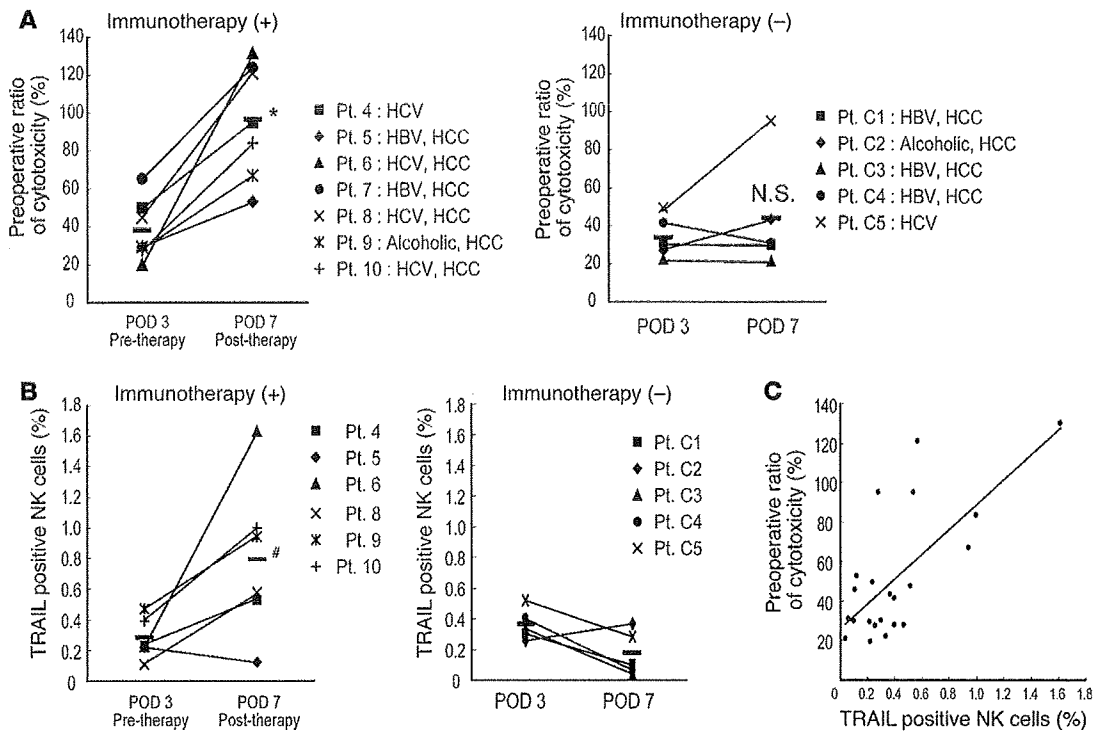 A
Immunotherapy (+)
Preoperative ratio
of cytotoxicity (%)
140
120
100
80
60
40
20
0
*
POD 3
Pre-therapy
POD 7
Post-therapy
Pt. 4 : HCV
Pt. 5 : HBV, HCC
Pt. 6 : HCV, HCC
Pt. 7 : HBV, HCC
Pt. 8 : HCV, HCC
Pt. 9 : Alcoholic, HCC
Pt. 10 : HCV, HCC
Immunotherapy (–)
Preoperative ratio
of cytotoxicity (%)
140
120
100
80
60
40
20
0
N.S.
POD 3
POD 7
Pt. C1 : HBV, HCC
Pt. C2 : Alcoholic, HCC
Pt. C3 : HBV, HCC
Pt. C4 : HBV, HCC
Pt. C5 : HCV
B
Immunotherapy (+)
TRAIL positive NK cells (%)
1.8
1.6
1.4
1.2
1.0
0.8
0.6
0.4
0.2
0
#
POD 3
Pre-therapy
POD 7
Post-therapy
Pt. 4
Pt. 5
Pt. 6
Pt. 8
Pt. 9
Pt. 10
Immunotherapy (–)
TRAIL positive NK cells (%)
1.8
1.6
1.4
1.2
1.0
0.8
0.6
0.4
0.2
0
POD 3
POD 7
Pt. C1
Pt. C2
Pt. C3
Pt. C4
Pt. C5
C
Preoperative ratio
of cytotoxicity (%)
140
120
100
80
60
40
20
0 0.2 0.4 0.6 0.8 1.0 1.2 1.4 1.6 1.8
TRAIL positive NK cells (%)